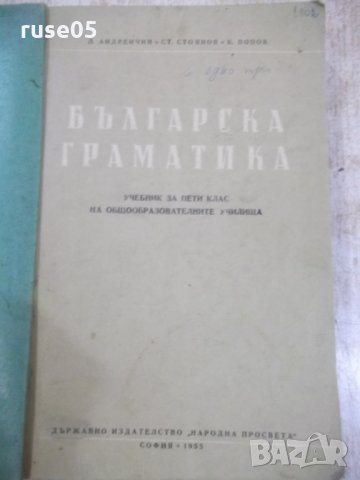 ruse05
Л. АНДРЕЙЧИН • СТ. СТОЯНОВ • К. ПОПОВ
БЪЛГАРСКА
ГРАМАТИКА
УЧЕБНИК ЗА ПЕТИ КЛАС
НА ОБЩООБРАЗОВАТЕЛНИТЕ УЧИЛИЩА
ДЪРЖАВНО ИЗДАТЕЛСТВО „НАРОДНА ПРОСВЕТА“
СОФИЯ • 1955
BAZAR